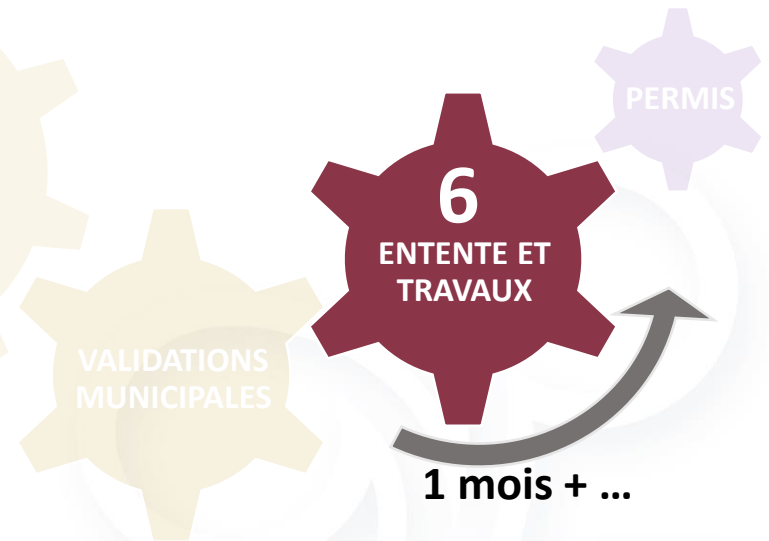 PERMIS
6
ENTENTE ET
TRAVAUX
VALIDATIONS
MUNICIPALES
1 mois + ...